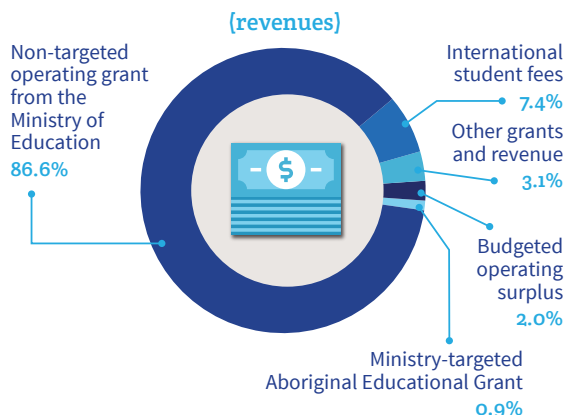 (revenues)
Non-targeted
operating grant
from the
Ministry of
Education
86.6%
International
student fees
7.4%
Other grants
and revenue
3.1%
$
Budgeted
operating
surplus
2.0%
Ministry-targeted
Aboriginal Educational Grant
0.9%